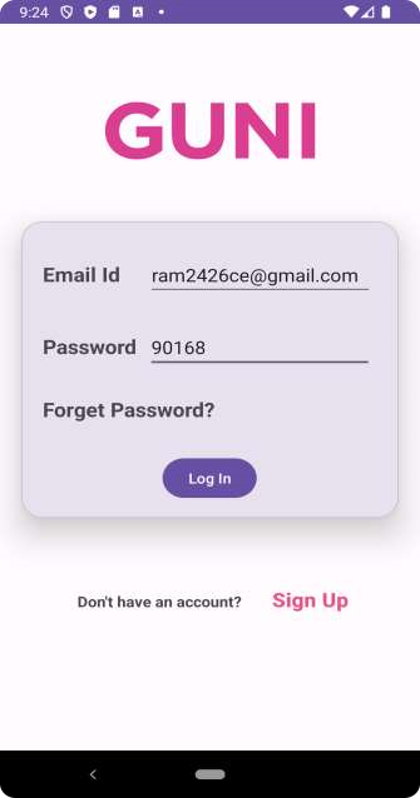 9:24
GUNI
Email Id ram2426ce@gmail.com
Password 90168
Forget Password?
Log In
Don't have an account? Sign Up